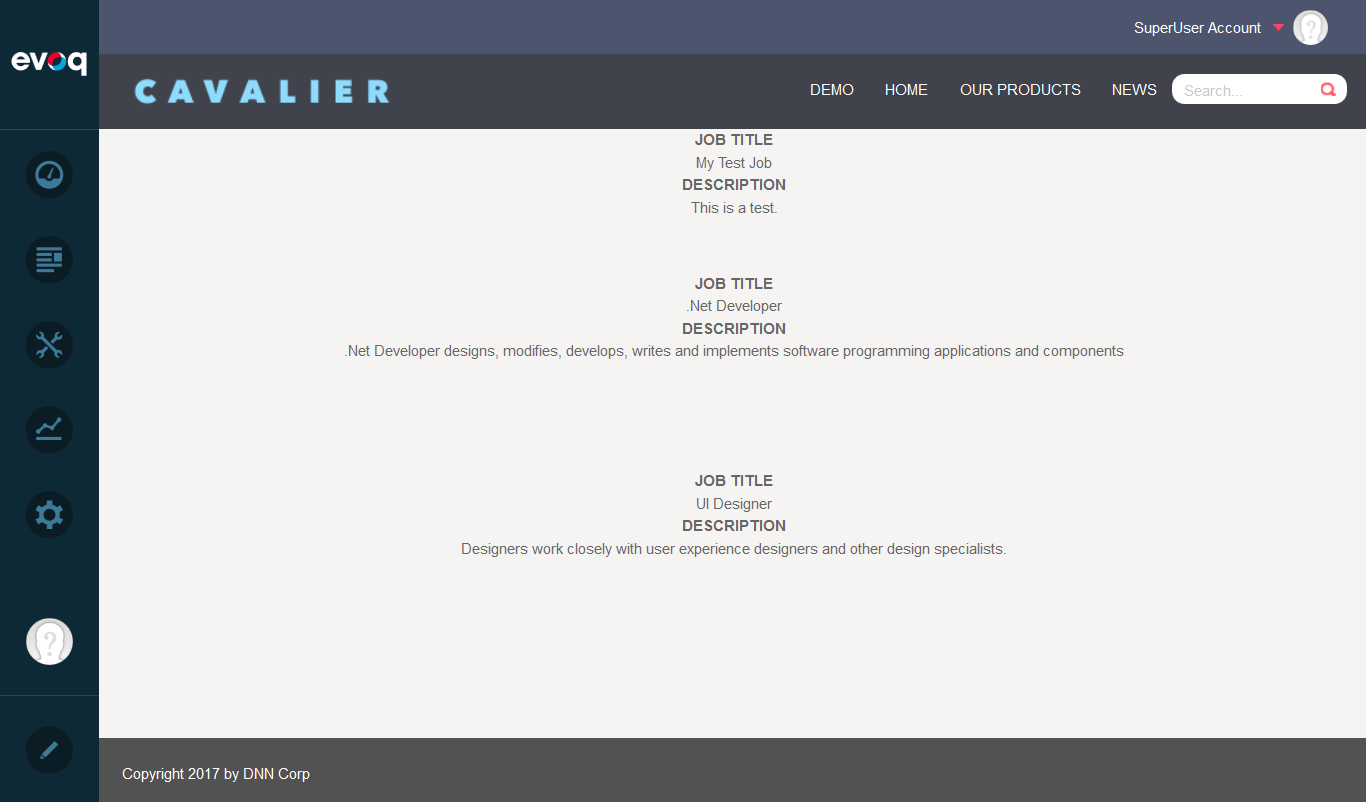 evoq
SuperUser Account
CAVALIER
DEMO HOME OUR PRODUCTS NEWS Search...
JOB TITLE
My Test Job
DESCRIPTION
This is a test.
JOB TITLE
.Net Developer
DESCRIPTION
.Net Developer designs, modifies, develops, writes and implements software programming applications and components
JOB TITLE
UI Designer
DESCRIPTION
Designers work closely with user experience designers and other design specialists.
Copyright 2017 by DNN Corp